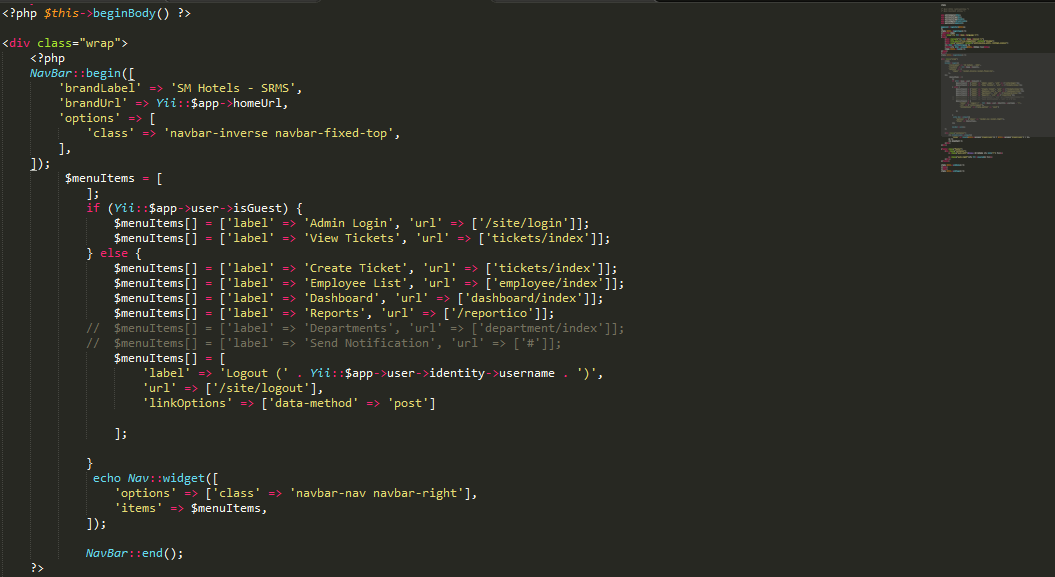 <?php $this->beginBody() ?>
<div class="wrap">
<?php
NavBar::begin([
'brandLabel' => 'SM Hotels - SRMS',
'brandUrl' => Yii::$app->homeUrl,
'options' => [
'class' => 'navbar-inverse navbar-fixed-top',
],
]);
$menuItems = [
];
if (Yii::$app->user->isGuest) {
$menuItems[] = ['label' => 'Admin Login', 'url' => ['/site/login']];
$menuItems[] = ['label' => 'View Tickets', 'url' => ['tickets/index']];
} else {
$menuItems[] = ['label' => 'Create Ticket', 'url' => ['tickets/index']];
$menuItems[] = ['label' => 'Employee List', 'url' => ['employee/index']];
$menuItems[] = ['label' => 'Dashboard', 'url' => ['dashboard/index']];
$menuItems[] = ['label' => 'Reports', 'url' => ['/reportico']];
// $menuItems[] = ['label' => 'Departments', 'url' => ['department/index']];
// $menuItems[] = ['label' => 'Send Notification', 'url' => ['#']];
$menuItems[] = [
'label' => 'Logout (' . Yii::$app->user->identity->username . ')',
'url' => ['/site/logout'],
'linkOptions' => ['data-method' => 'post']
];
}
echo Nav::widget([
'options' => ['class' => 'navbar-nav navbar-right'],
'items' => $menuItems,
]);
NavBar::end();
?>